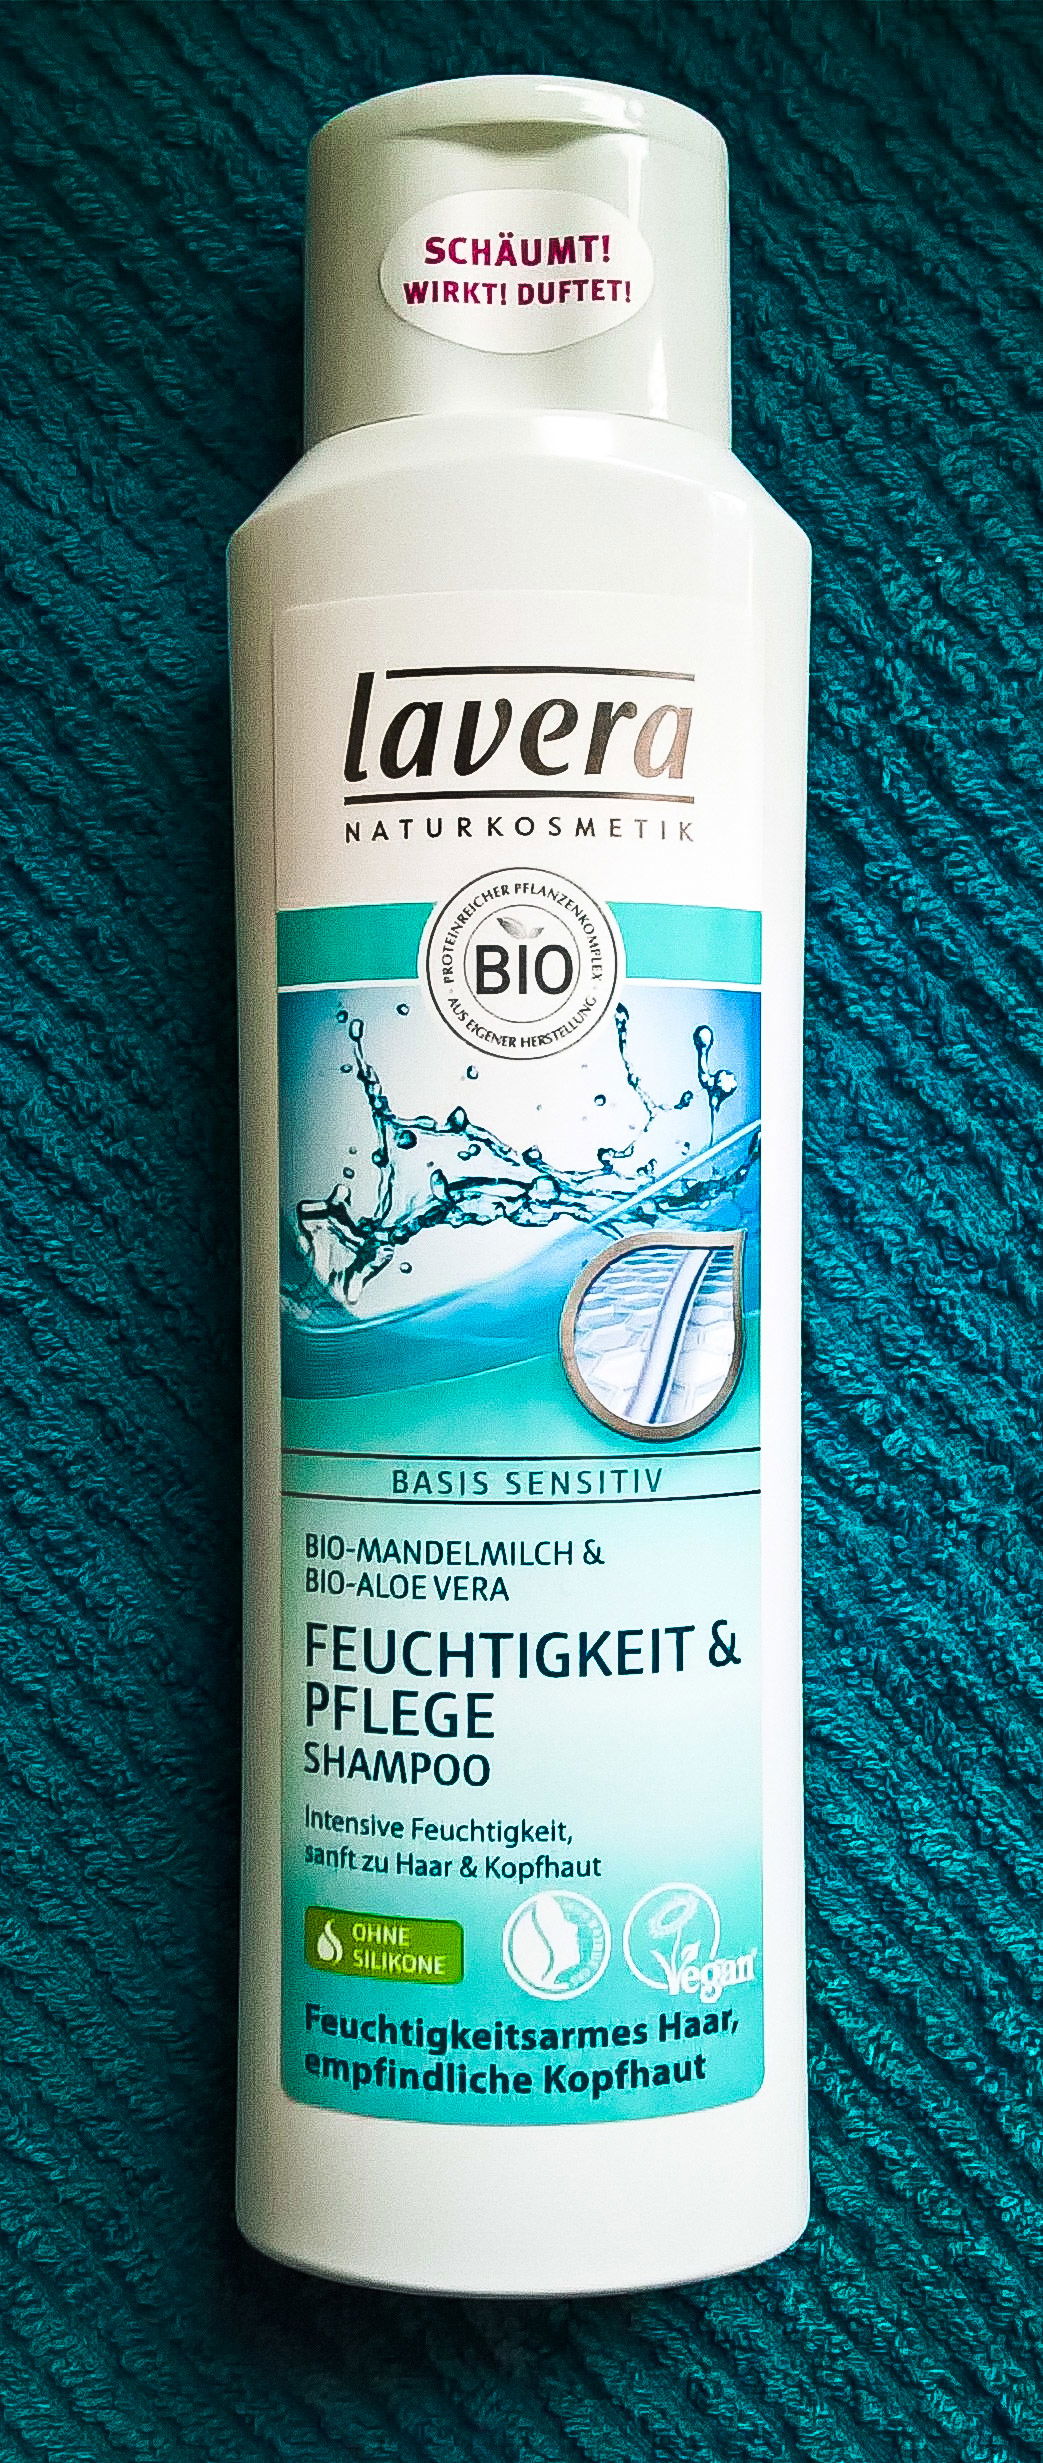 SCHÄUMT!
WIRKT! DUFTET!
lavera
NATURKOSMETIK
PROTEINREICHER PFLANZENKOMPLEX
BIO
AUS EIGENER HERSTELLUNG
BASIS SENSITIV
BIO-MANDELMILCH &
BIO-ALOE VERA
FEUCHTIGKEIT &
PFLEGE
SHAMPOO
Intensive Feuchtigkeit,
sanft zu Haar & Kopfhaut
OHNE
SILIKONE
Vegan
Feuchtigkeitsarmes Haar,
empfindliche Kopfhaut